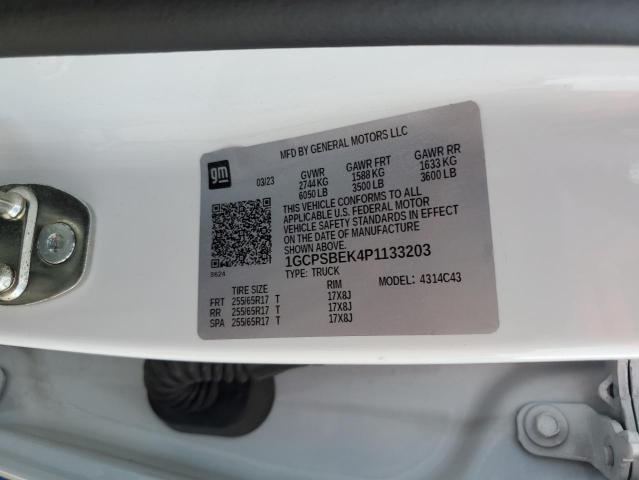 MFD BY GENERAL MOTORS LLC
gm
03/23
GVWR GAWR FRT GAWR RR
2744 KG 1588 KG 1633 KG
6050 LB 3500 LB 3600 LB
THIS VEHICLE CONFORMS TO ALL
APPLICABLE U.S. FEDERAL MOTOR
VEHICLE SAFETY STANDARDS IN EFFECT
ON THE DATE OF MANUFACTURE
SHOWN ABOVE.
1GCPSBEK4P1133203
8624
TYPE: TRUCK
TIRE SIZE RIM MODEL: 4314C43
FRT 255/65R17 T 17X8J
RR 255/65R17 T 17X8J
SPA 255/65R17 T 17X8J